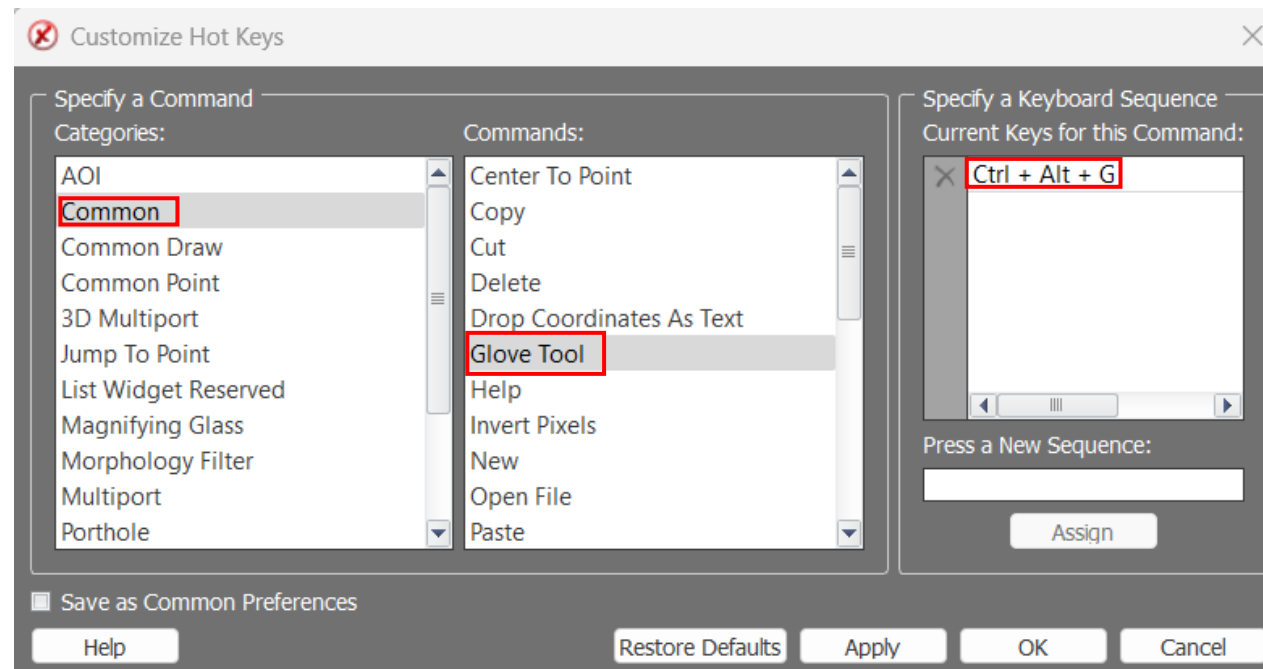 Customize Hot Keys
Specify a Command
Categories:
AOI
Common
Common Draw
Common Point
3D Multiport
Jump To Point
List Widget Reserved
Magnifying Glass
Morphology Filter
Multiport
Porthole
Commands:
Center To Point
Copy
Cut
Delete
Drop Coordinates As Text
Glove Tool
Help
Invert Pixels
New
Open File
Paste
Specify a Keyboard Sequence
Current Keys for this Command:
Ctrl + Alt + G
Press a New Sequence:
Assign
Save as Common Preferences
Help
Restore Defaults
Apply
OK
Cancel